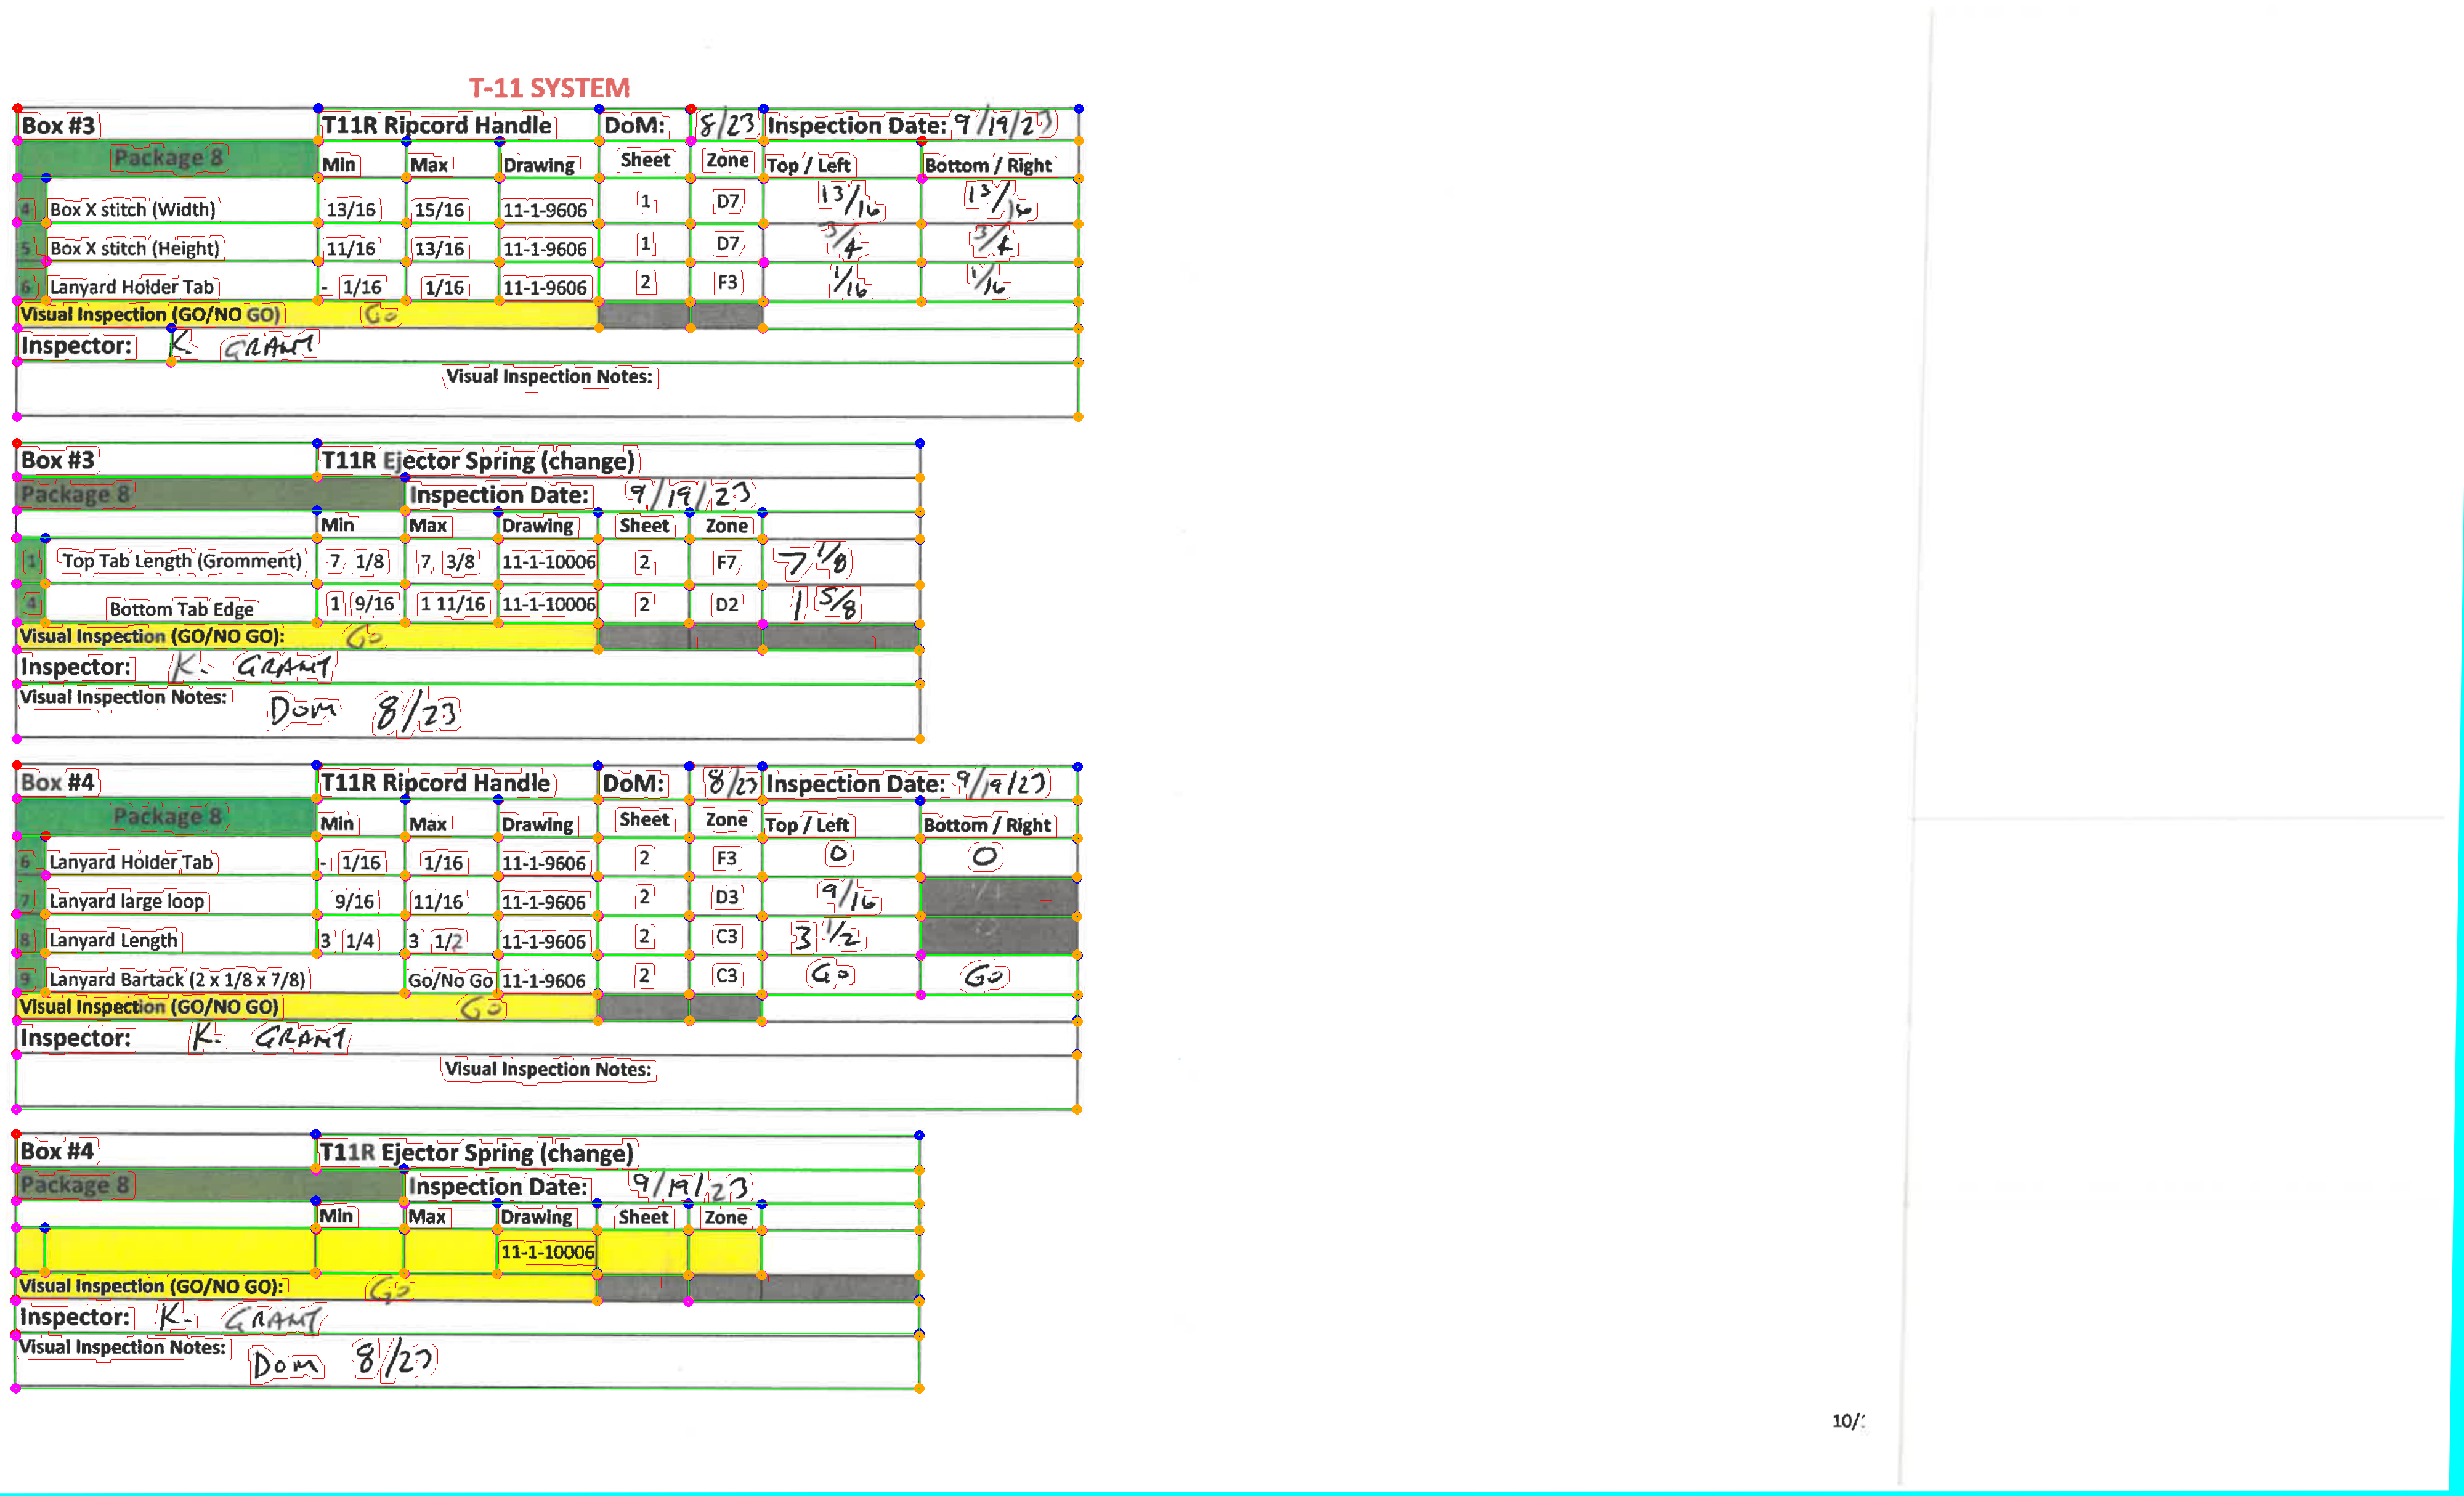 T-11 SYSTEM
Box #3 T11R Ripcord Handle DoM: 8/23 Inspection Date: 9/19/23
Package 8 Min Max Drawing Sheet Zone Top / Left Bottom / Right
4 Box X stitch (Width) 13/16 15/16 11-1-9606 1 D7 13/16 13/16
5 Box X stitch (Height) 11/16 13/16 11-1-9606 1 D7 3/4 3/4
6 Lanyard Holder Tab - 1/16 1/16 11-1-9606 2 F3 1/16 1/16
Visual Inspection (GO/NO GO) Go
Inspector: K. GRANT
Visual Inspection Notes:
Box #3 T11R Ejector Spring (change)
Package 8 Inspection Date: 9/19/23
Min Max Drawing Sheet Zone
1 Top Tab Length (Gromment) 7 1/8 7 3/8 11-1-10006 2 F7 7 1/8
4 Bottom Tab Edge 1 9/16 1 11/16 11-1-10006 2 D2 1 5/8
Visual Inspection (GO/NO GO): Go
Inspector: K. GRANT
Visual Inspection Notes: DOM 8/23
Box #4 T11R Ripcord Handle DoM: 8/23 Inspection Date: 9/19/23
Package 8 Min Max Drawing Sheet Zone Top / Left Bottom / Right
6 Lanyard Holder Tab - 1/16 1/16 11-1-9606 2 F3 0 0
7 Lanyard large loop 9/16 11/16 11-1-9606 2 D3 9/16
8 Lanyard Length 3 1/4 3 1/2 11-1-9606 2 C3 3 1/2
9 Lanyard Bartack (2 x 1/8 x 7/8) Go/No Go 11-1-9606 2 C3 Go Go
Visual Inspection (GO/NO GO) Go
Inspector: K. GRANT
Visual Inspection Notes:
Box #4 T11R Ejector Spring (change)
Package 8 Inspection Date: 9/19/23
Min Max Drawing Sheet Zone
11-1-10006
Visual Inspection (GO/NO GO): Go
Inspector: K. GRANT
Visual Inspection Notes: DOM 8/23
10/